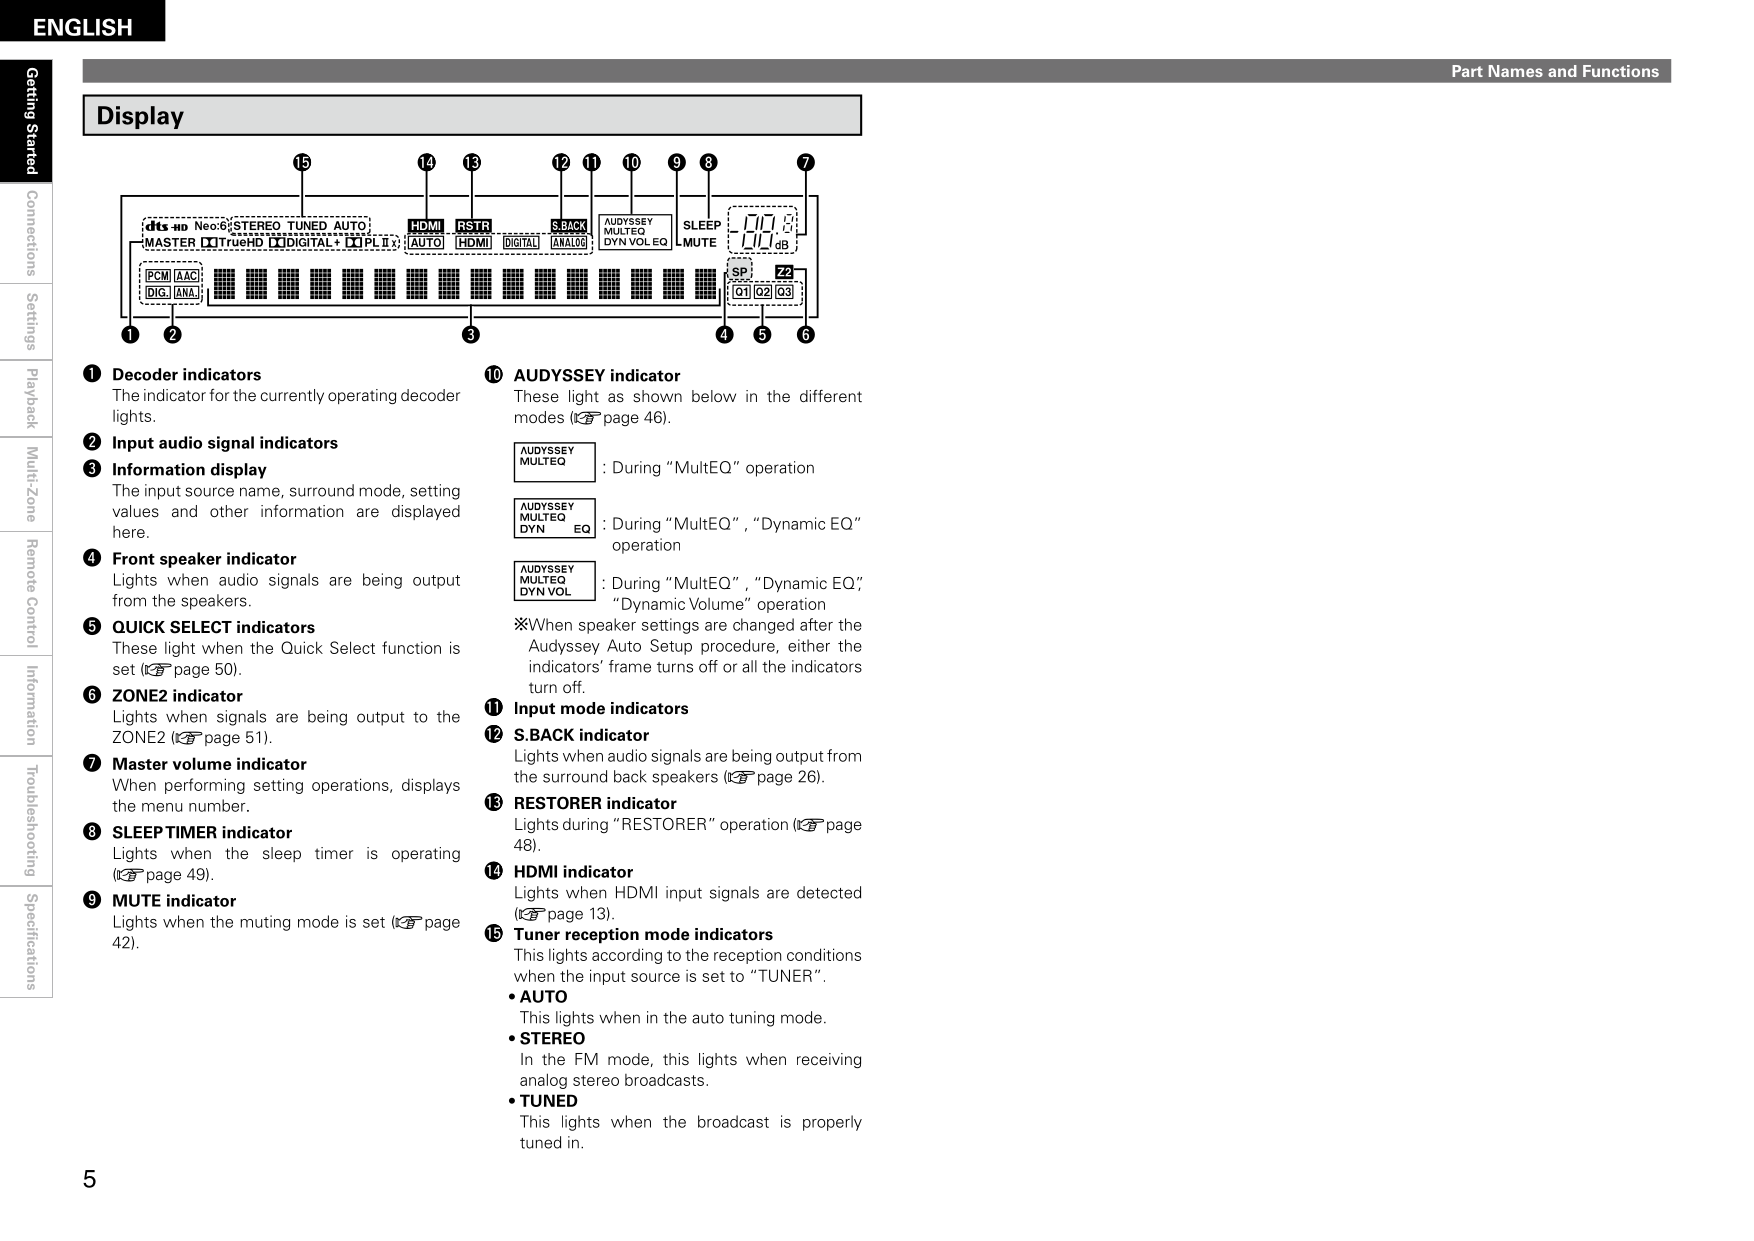 ENGLISH
Getting Started
Connections
Settings
Playback
Multi-Zone
Remote Control
Information
Troubleshooting
Specifications
Part Names and Functions
Display
⓯ ⓮ ⓭ ⓬ ⓫ ❿ ❾ ❽ ❼
dts-HD Neo:6 STEREO TUNED AUTO HDMI RSTR S.BACK AUDYSSEY MULTEQ DYN VOL EQ SLEEP -88.8 dB
MASTER TrueHD DIGITAL+ PL II x AUTO HDMI DIGITAL ANALOG MUTE
PCM AAC SP Z2
DIG. ANA. Q1 Q2 Q3
❶ ❷ ❸ ❹ ❺ ❻
❶ Decoder indicators
The indicator for the currently operating decoder
lights.
❷ Input audio signal indicators
❸ Information display
The input source name, surround mode, setting
values and other information are displayed
here.
❹ Front speaker indicator
Lights when audio signals are being output
from the speakers.
❺ QUICK SELECT indicators
These light when the Quick Select function is
set (☞page 50).
❻ ZONE2 indicator
Lights when signals are being output to the
ZONE2 (☞page 51).
❼ Master volume indicator
When performing setting operations, displays
the menu number.
❽ SLEEP TIMER indicator
Lights when the sleep timer is operating
(☞page 49).
❾ MUTE indicator
Lights when the muting mode is set (☞page
42).
❿ AUDYSSEY indicator
These light as shown below in the different
modes (☞page 46).
AUDYSSEY
MULTEQ
: During “MultEQ” operation
AUDYSSEY
MULTEQ
DYN EQ
: During “MultEQ” , “Dynamic EQ”
operation
AUDYSSEY
MULTEQ
DYN VOL
: During “MultEQ” , “Dynamic EQ”,
“Dynamic Volume” operation
※When speaker settings are changed after the
Audyssey Auto Setup procedure, either the
indicators’ frame turns off or all the indicators
turn off.
⓫ Input mode indicators
⓬ S.BACK indicator
Lights when audio signals are being output from
the surround back speakers (☞page 26).
⓭ RESTORER indicator
Lights during “RESTORER” operation (☞page
48).
⓮ HDMI indicator
Lights when HDMI input signals are detected
(☞page 13).
⓯ Tuner reception mode indicators
This lights according to the reception conditions
when the input source is set to “TUNER”.
• AUTO
This lights when in the auto tuning mode.
• STEREO
In the FM mode, this lights when receiving
analog stereo broadcasts.
• TUNED
This lights when the broadcast is properly
tuned in.
5